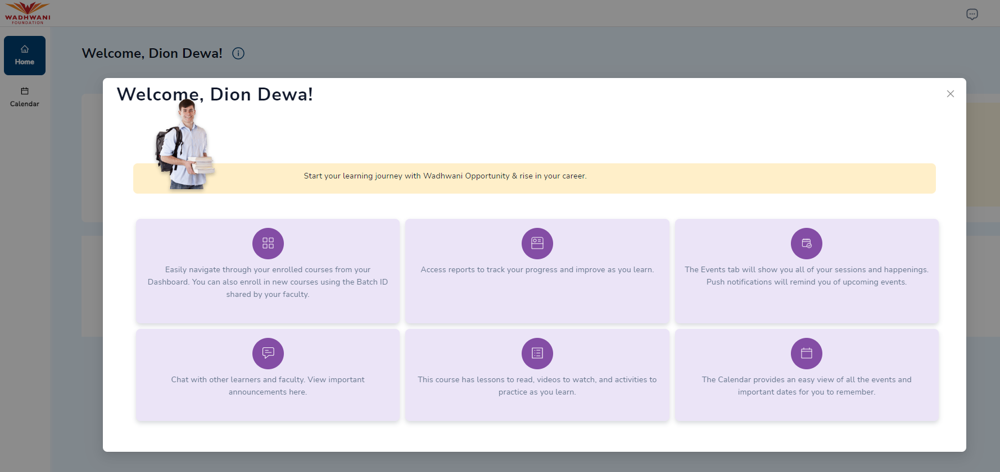 WADHWANI
FOUNDATION
Home
Calendar
Welcome, Dion Dewa!
Welcome, Dion Dewa!
Start your learning journey with Wadhwani Opportunity & rise in your career.
Easily navigate through your enrolled courses from your
Dashboard. You can also enroll in new courses using the Batch ID
shared by your faculty.
Access reports to track your progress and improve as you learn.
The Events tab will show you all of your sessions and happenings.
Push notifications will remind you of upcoming events.
Chat with other learners and faculty. View important
announcements here.
This course has lessons to read, videos to watch, and activities to
practice as you learn.
The Calendar provides an easy view of all the events and
important dates for you to remember.